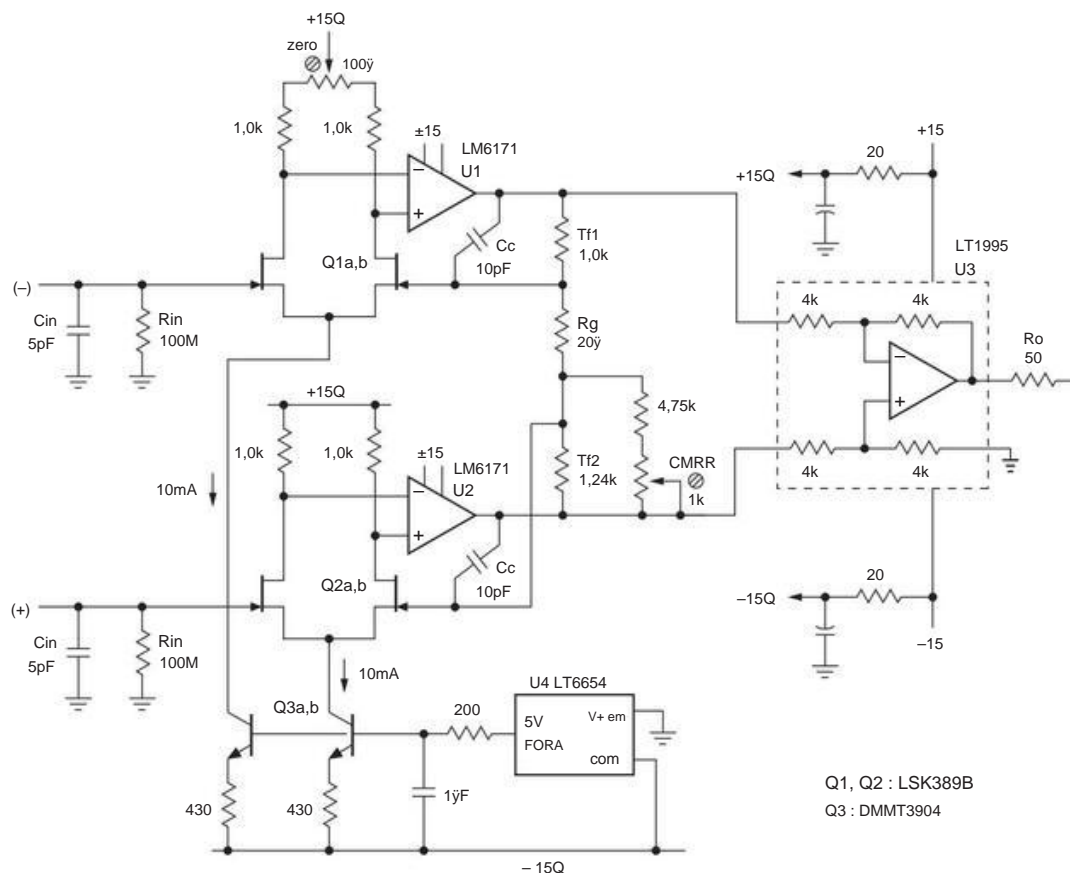 +15Q
zero
100ÿ
1,0k
1,0k
±15
LM6171
U1
Q1a,b
Cc
10pF
Tf1
1,0k
(–)
Cin
5pF
Rin
100M
Rg
20ÿ
+15Q
1,0k
1,0k
±15
LM6171
U2
10mA
4,75k
Tf2
1,24k
CMRR
1k
Q2a,b
Cc
10pF
(+)
Cin
5pF
Rin
100M
10mA
Q3a,b
430
430
200
1ÿF
U4 LT6654
5V
FORA
V+ em
com
– 15Q
+15
20
+15Q
LT1995
U3
4k
4k
4k
4k
Ro
50
20
–15Q
–15
Q1, Q2 : LSK389B
Q3 : DMMT3904